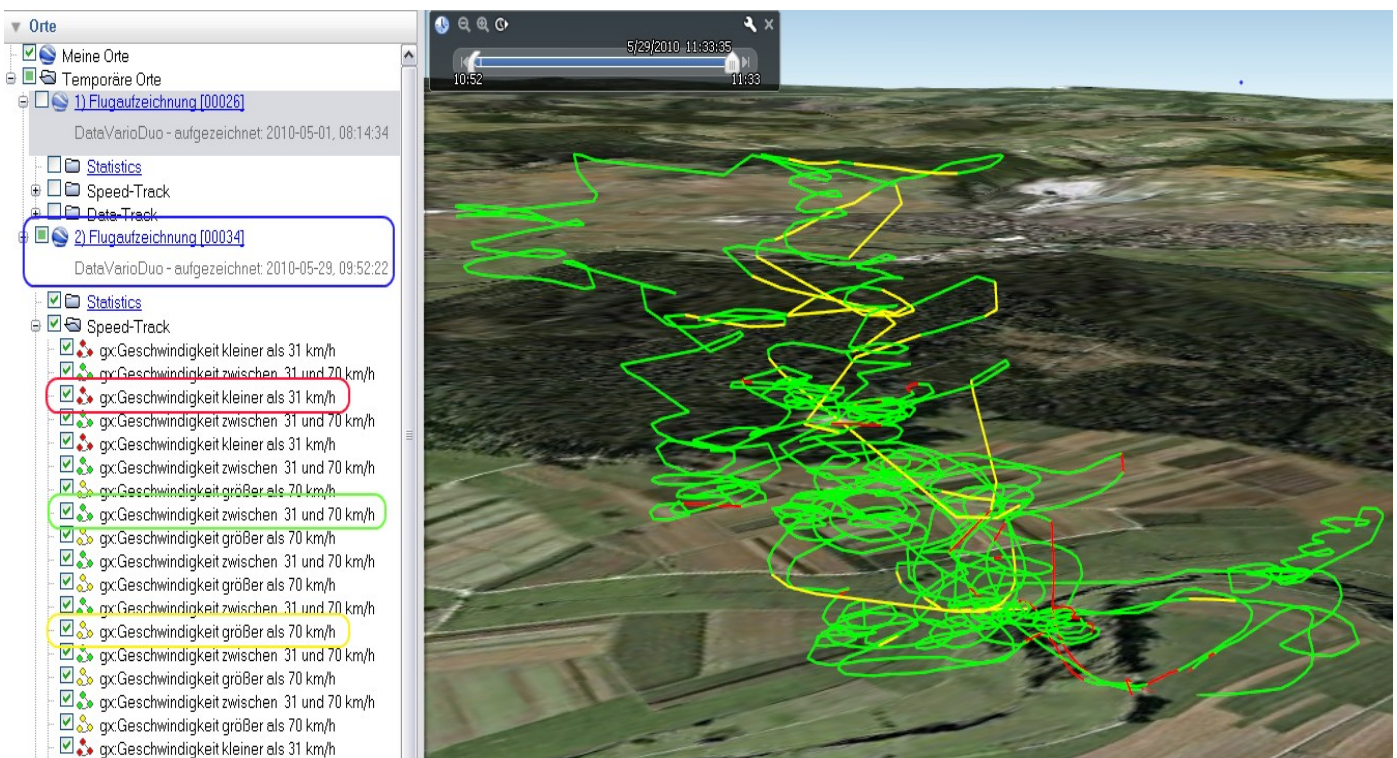 Orte
Meine Orte
Temporäre Orte
1) Flugaufzeichnung [00026]
DataVarioDuo - aufgezeichnet: 2010-05-01, 08:14:34
Statistics
Speed-Track
Data-Track
2) Flugaufzeichnung [00034]
DataVarioDuo - aufgezeichnet: 2010-05-29, 09:52:22
Statistics
Speed-Track
gx:Geschwindigkeit kleiner als 31 km/h
gx:Geschwindigkeit zwischen 31 und 70 km/h
gx:Geschwindigkeit kleiner als 31 km/h
gx:Geschwindigkeit zwischen 31 und 70 km/h
gx:Geschwindigkeit kleiner als 31 km/h
gx:Geschwindigkeit zwischen 31 und 70 km/h
gx:Geschwindigkeit größer als 70 km/h
gx:Geschwindigkeit zwischen 31 und 70 km/h
gx:Geschwindigkeit größer als 70 km/h
gx:Geschwindigkeit zwischen 31 und 70 km/h
gx:Geschwindigkeit größer als 70 km/h
gx:Geschwindigkeit zwischen 31 und 70 km/h
gx:Geschwindigkeit größer als 70 km/h
gx:Geschwindigkeit zwischen 31 und 70 km/h
gx:Geschwindigkeit größer als 70 km/h
gx:Geschwindigkeit zwischen 31 und 70 km/h
gx:Geschwindigkeit größer als 70 km/h
gx:Geschwindigkeit kleiner als 31 km/h
5/29/2010 11:33:35
10:52 11:33